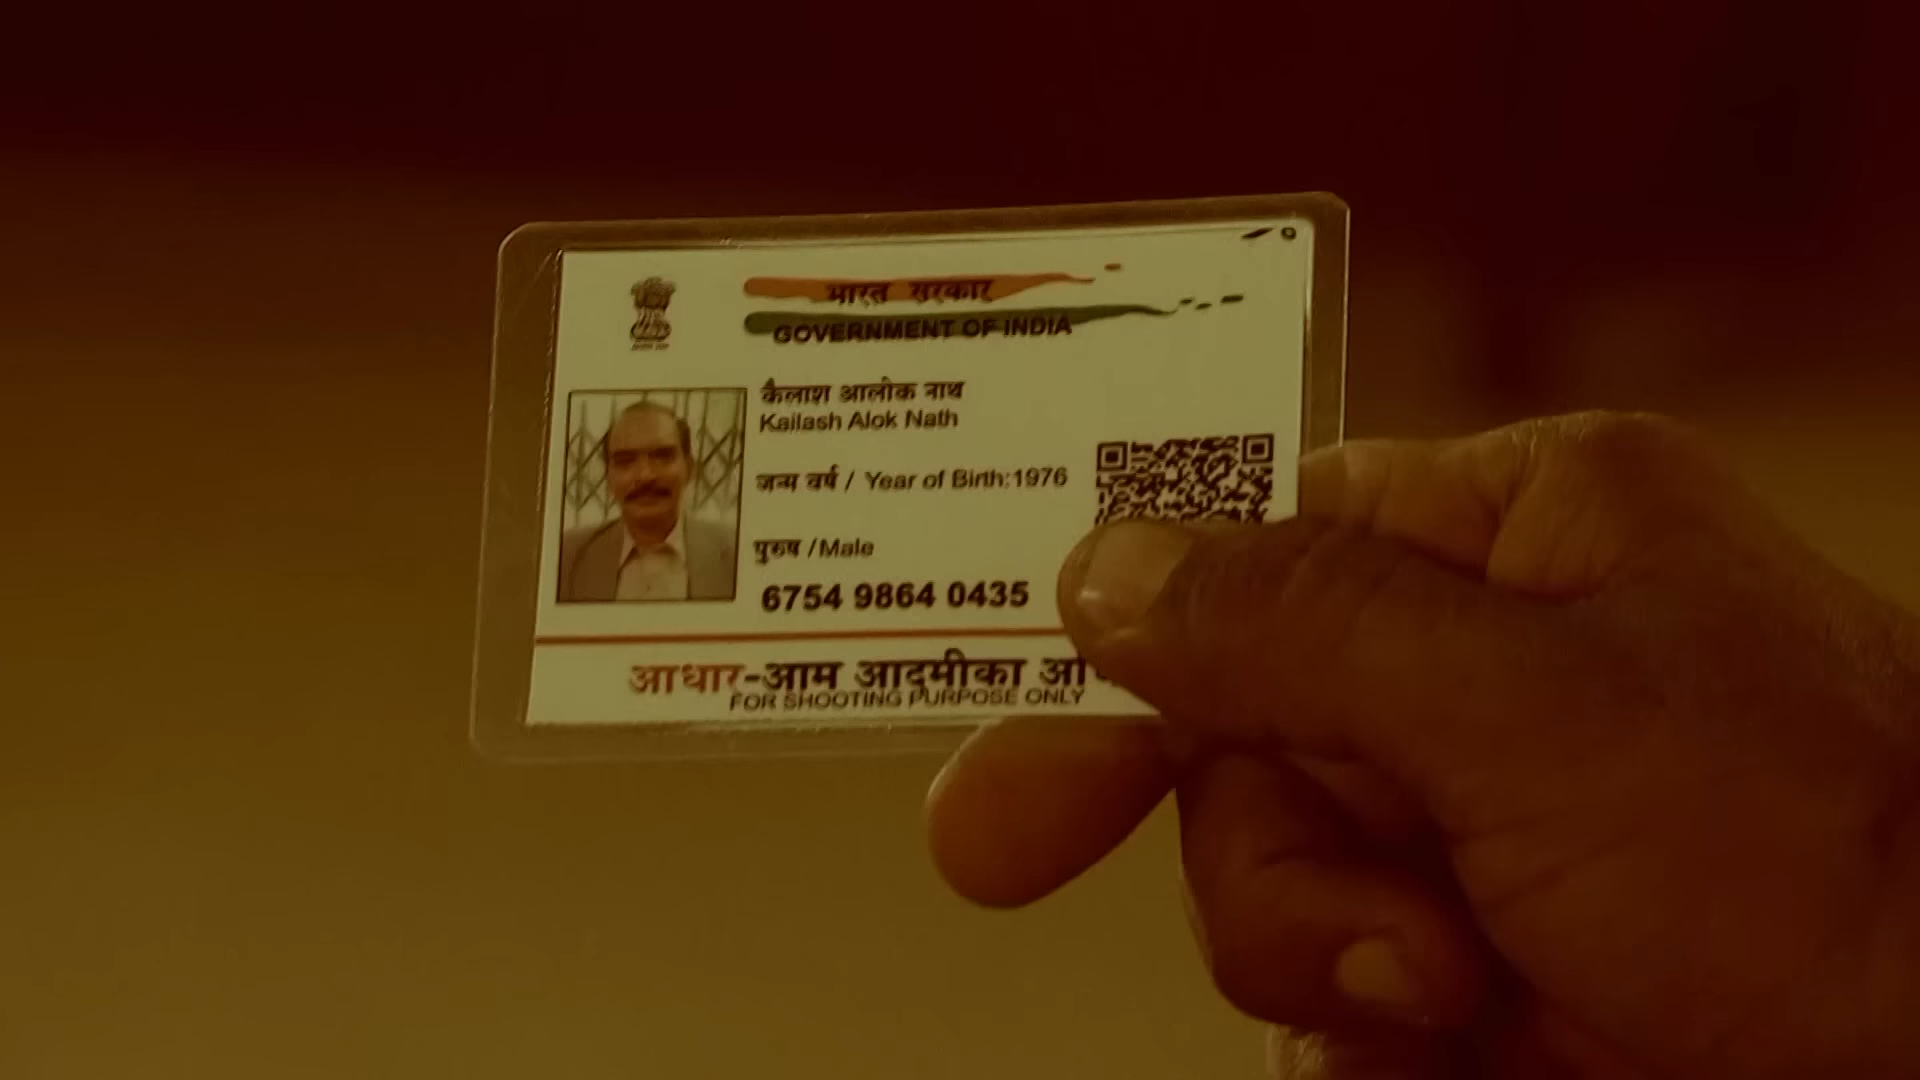 भारत सरकार
GOVERNMENT OF INDIA
कैलाश आलोक नाथ
Kailash Alok Nath
जन्म वर्ष / Year of Birth:1976
पुरुष /Male
6754 9864 0435
आधार-आम आदमीका
FOR SHOOTING PURPOSE ONLY